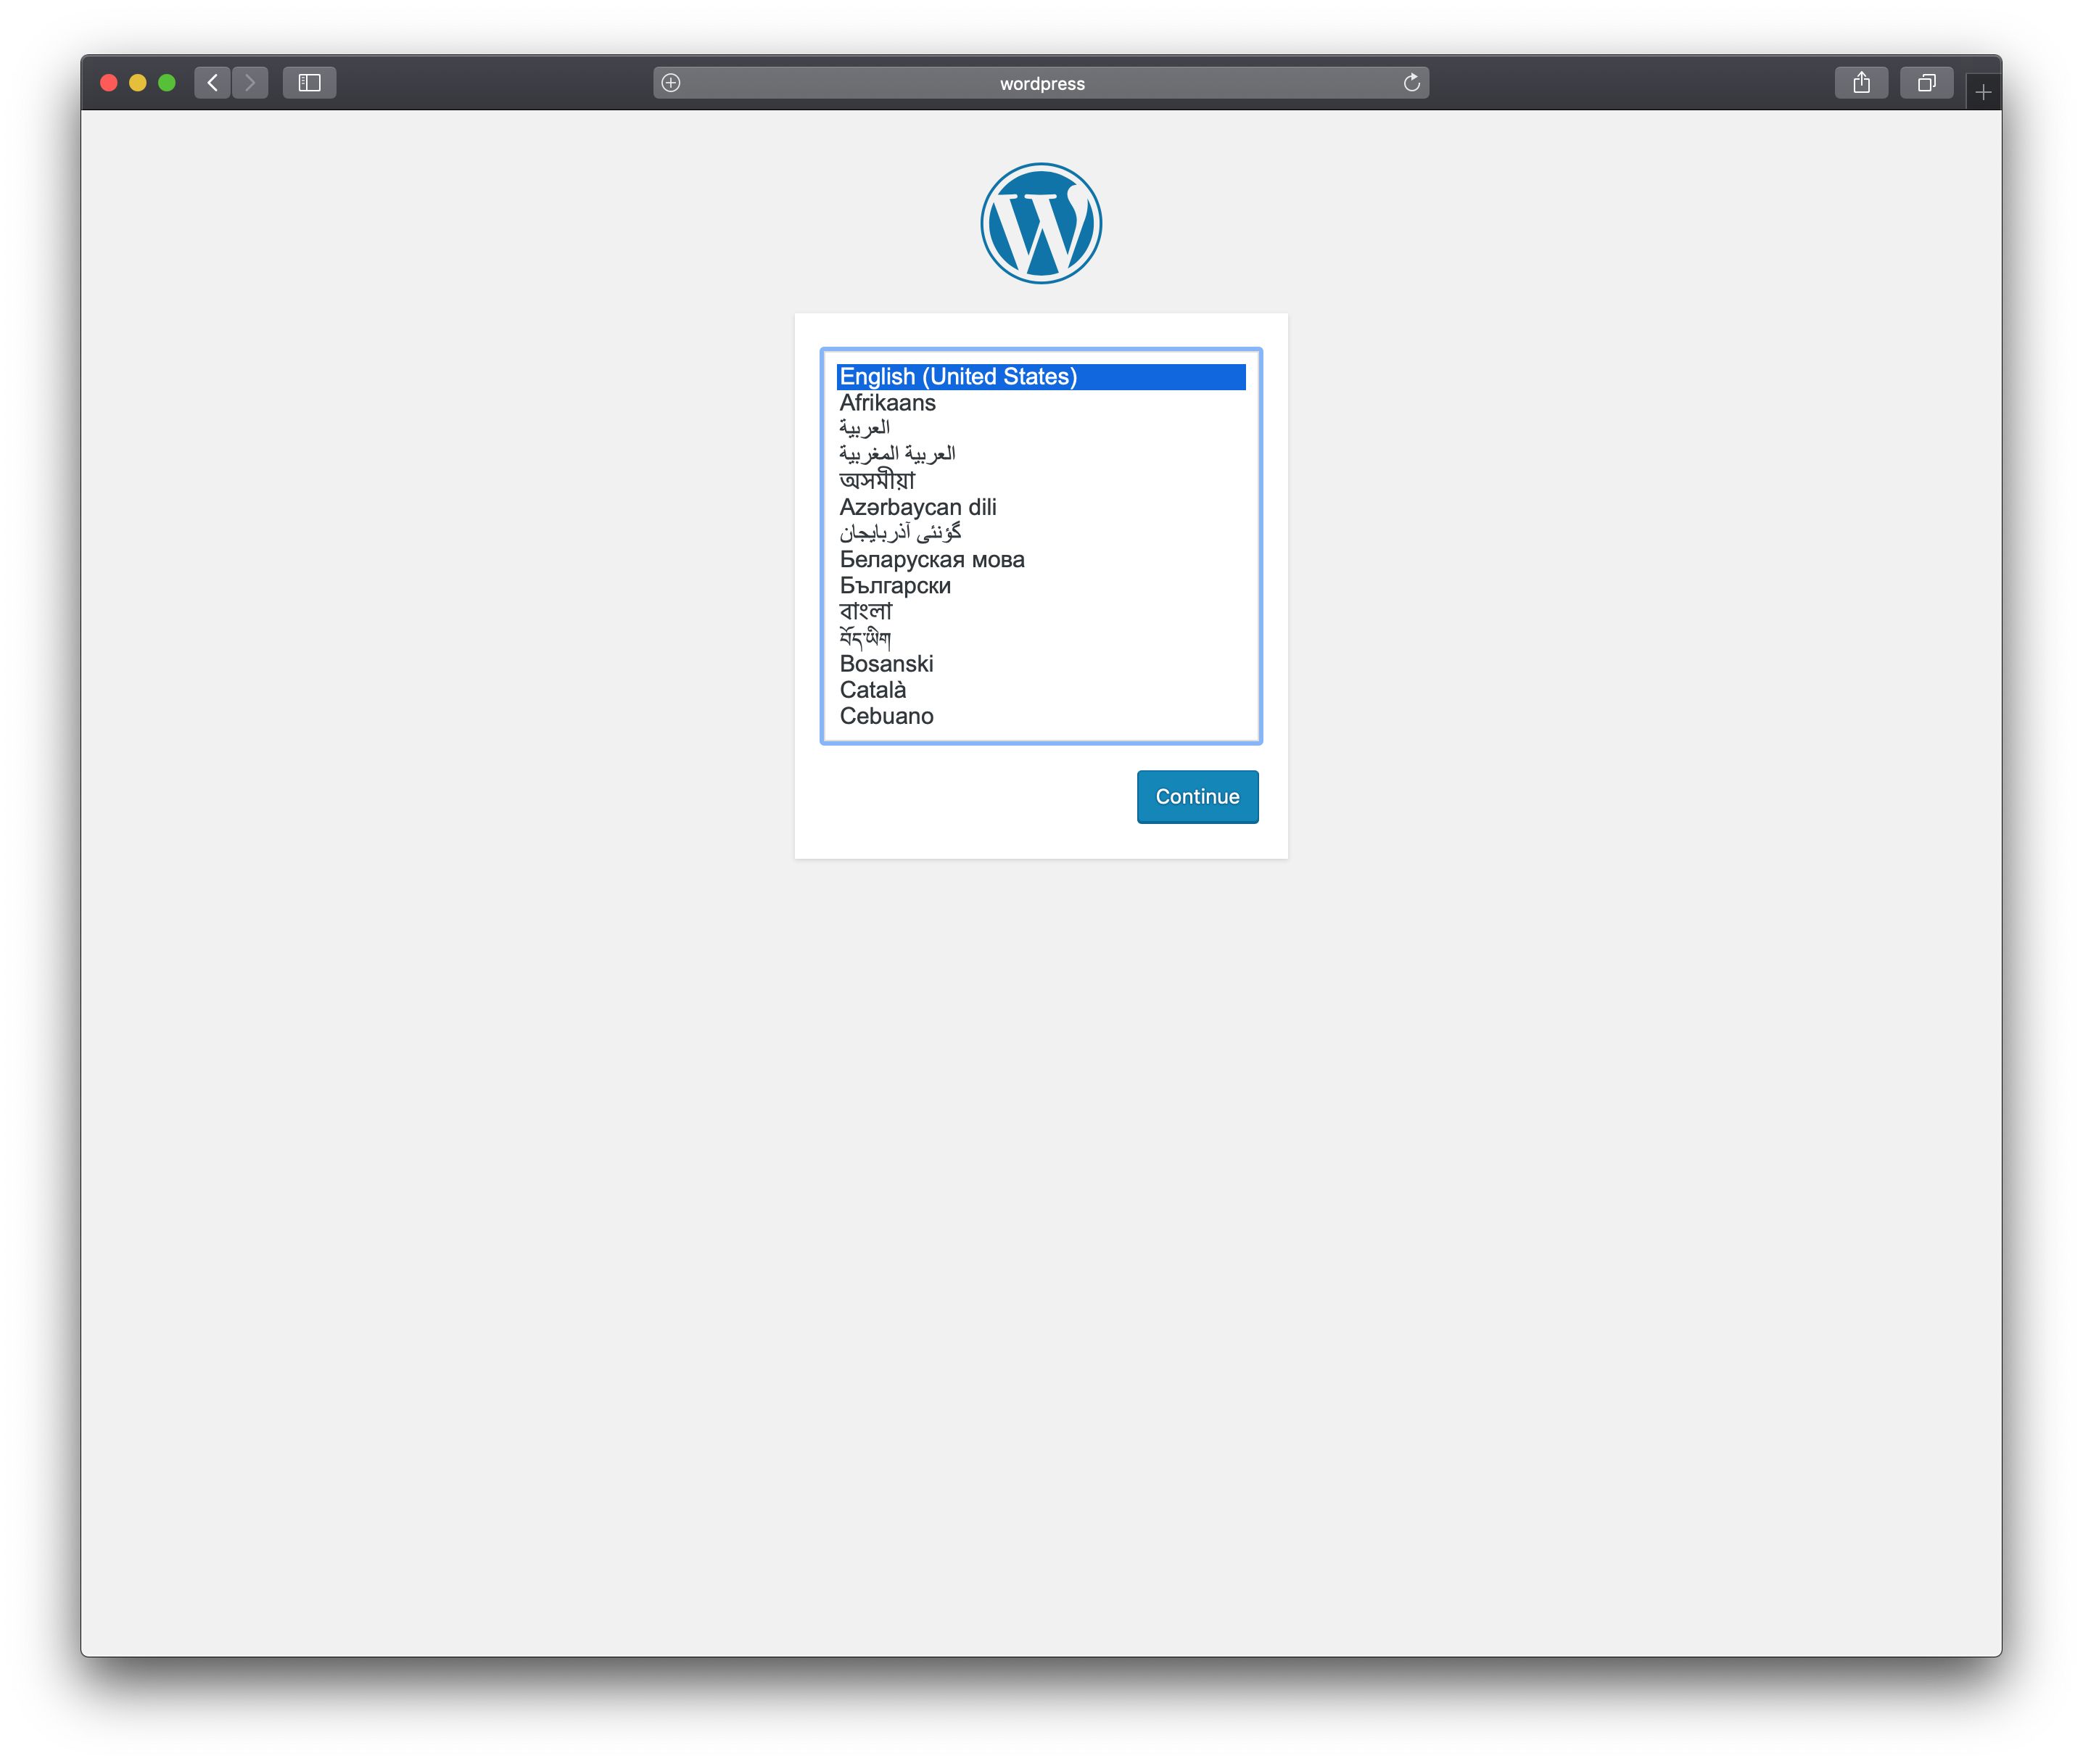 wordpress
English (United States)
Afrikaans
العربية
العربية المغربية
অসমীয়া
Azərbaycan dili
گؤنئی آذربایجان
Беларуская мова
Български
বাংলা
བོད་ཡིག
Bosanski
Català
Cebuano
Continue